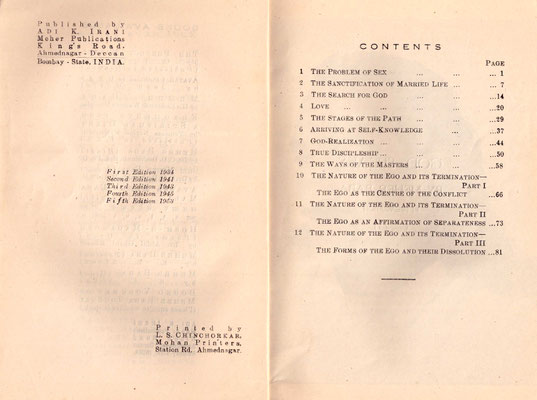 Published by
ADI K. IRANI
Meher Publications
King's Road,
Ahmednagar - Deccan
Bombay - State, INDIA.
First Edition 1934
Second Edition 1941
Third Edition 1943
Fourth Edition 1945
Fifth Edition 1953
Printed by
L. S. CHINCHORKAR,
Mohan Printers,
Station Rd. Ahmednagar.
CONTENTS
PAGE
1 THE PROBLEM OF SEX ... ... ... 1
2 THE SANCTIFICATION OF MARRIED LIFE ... ... 7
3 THE SEARCH FOR GOD ... ... ...14
4 LOVE ... ... ... ... ...20
5 THE STAGES OF THE PATH ... ... ...29
6 ARRIVING AT SELF-KNOWLEDGE ... ...37
7 GOD-REALIZATION ... ... ... ...44
8 TRUE DISCIPLESHIP... ... ... ...50
9 THE WAYS OF THE MASTERS ... ... ...58
10 THE NATURE OF THE EGO AND ITS TERMINATION—
PART I
THE EGO AS THE CENTRE OF THE CONFLICT ...66
11 THE NATURE OF THE EGO AND ITS TERMINATION—
PART II
THE EGO AS AN AFFIRMATION OF SEPARATENESS ...73
12 THE NATURE OF THE EGO AND ITS TERMINATION—
PART III
THE FORMS OF THE EGO AND THEIR DISSOLUTION ...81